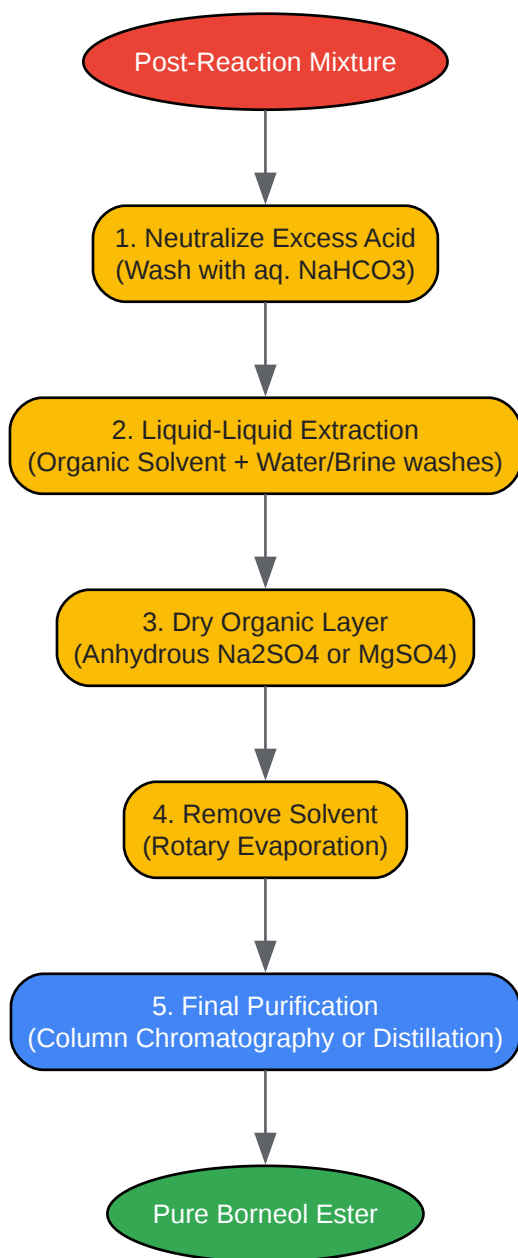 Post-Reaction Mixture
1. Neutralize Excess Acid
(Wash with aq. NaHCO3)
2. Liquid-Liquid Extraction
(Organic Solvent + Water/Brine washes)
3. Dry Organic Layer
(Anhydrous Na2SO4 or MgSO4)
4. Remove Solvent
(Rotary Evaporation)
5. Final Purification
(Column Chromatography or Distillation)
Pure Borneol Ester